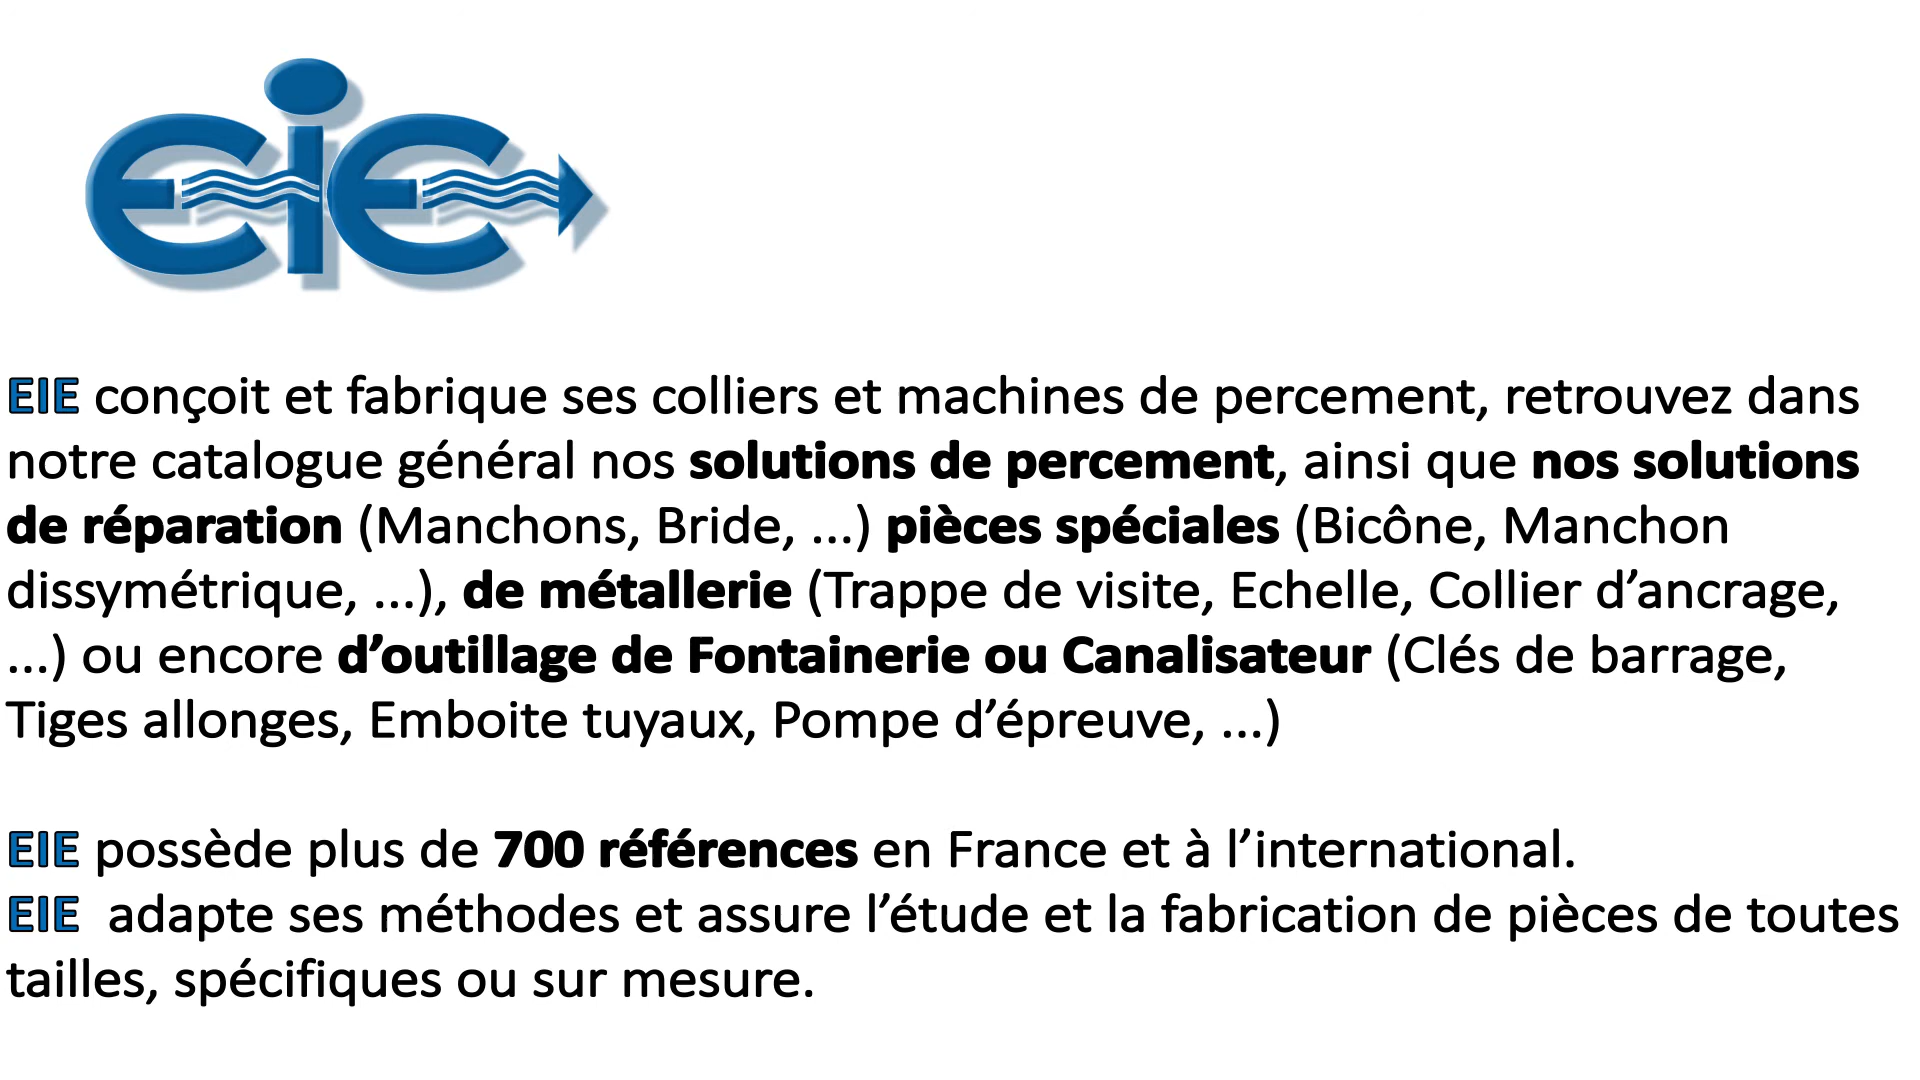 eie
EIE conçoit et fabrique ses colliers et machines de percement, retrouvez dans
notre catalogue général nos solutions de percement, ainsi que nos solutions
de réparation (Manchons, Bride, ...) pièces spéciales (Bicône, Manchon
dissymétrique, ...), de métallerie (Trappe de visite, Echelle, Collier d’ancrage,
...) ou encore d’outillage de Fontainerie ou Canalisateur (Clés de barrage,
Tiges allonges, Emboite tuyaux, Pompe d’épreuve, ...)
EIE possède plus de 700 références en France et à l’international.
EIE adapte ses méthodes et assure l’étude et la fabrication de pièces de toutes
tailles, spécifiques ou sur mesure.